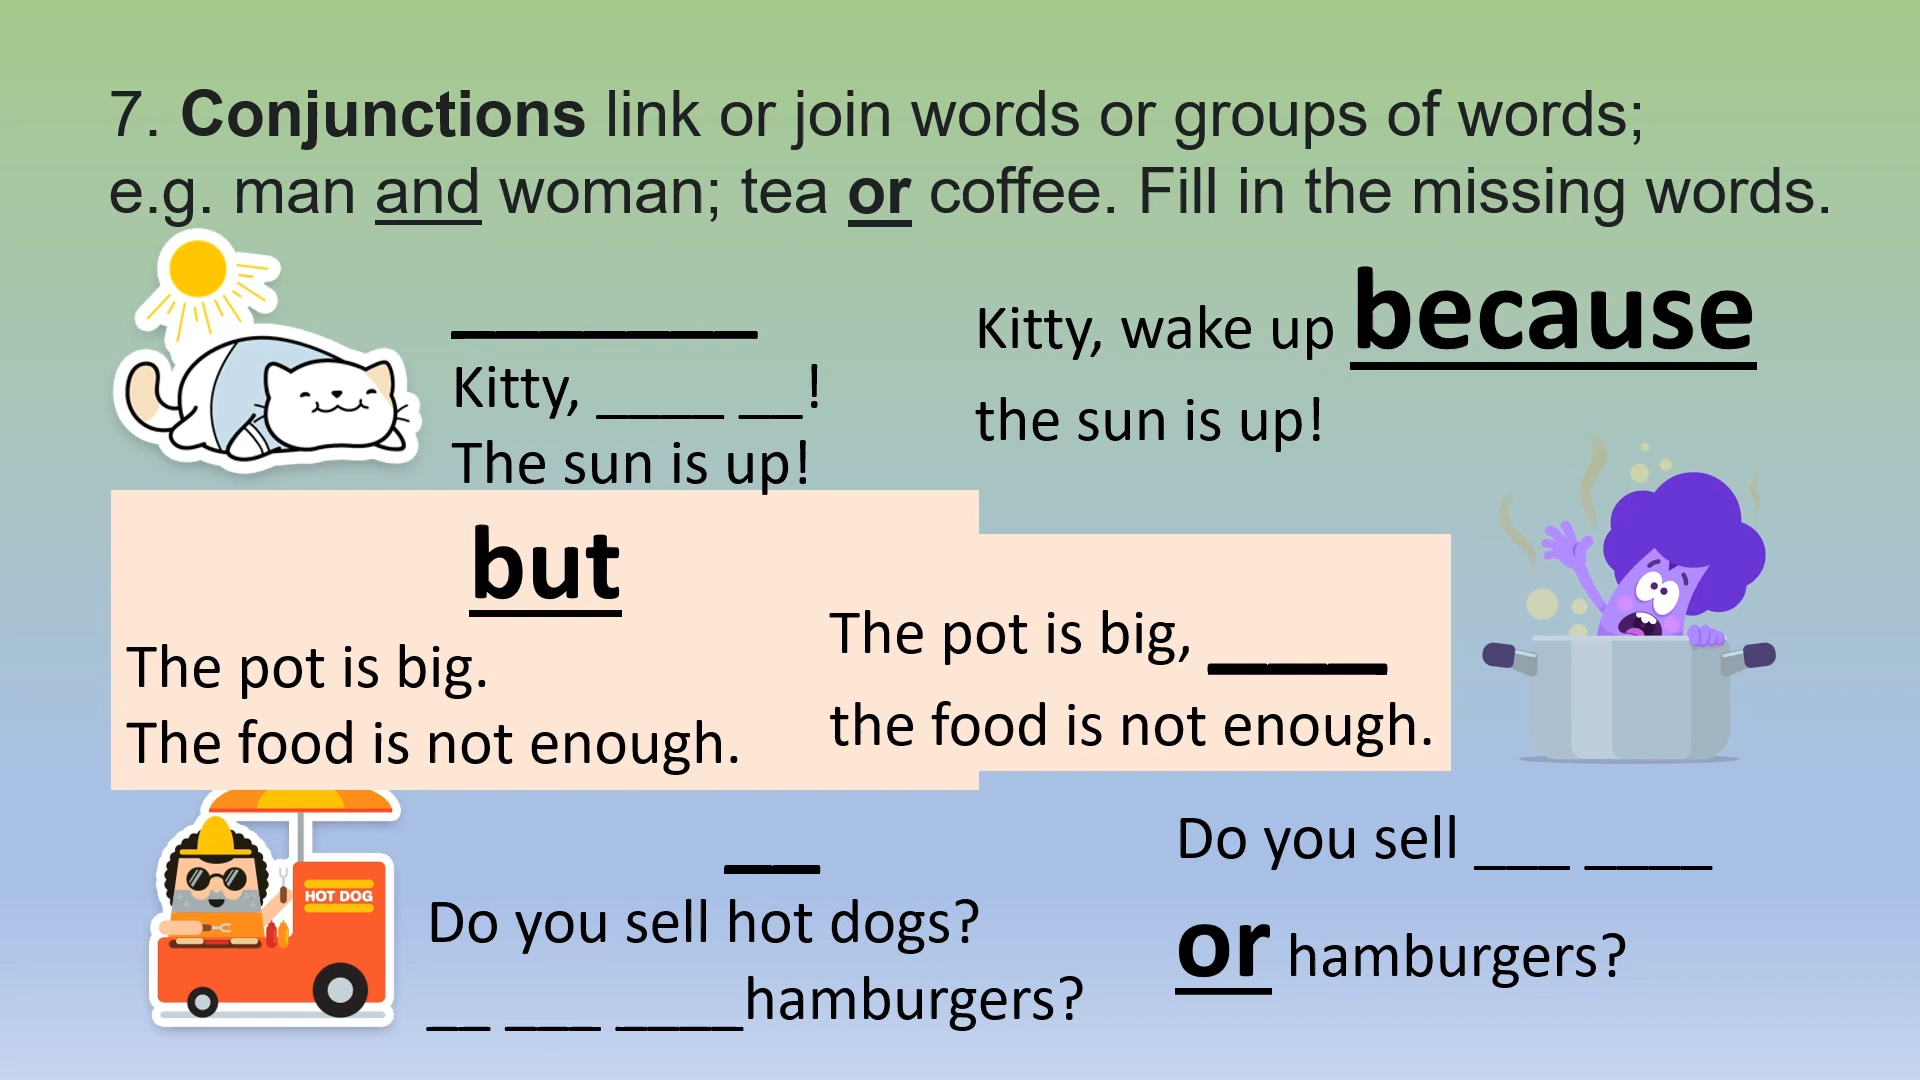 7. Conjunctions link or join words or groups of words;
e.g. man and woman; tea or coffee. Fill in the missing words.
_______
Kitty, ____ __!
The sun is up!
Kitty, wake up because
the sun is up!
but
The pot is big.
The food is not enough.
The pot is big, ___
the food is not enough.
HOT DOG
__
Do you sell hot dogs?
__ ___ ____hamburgers?
Do you sell ___ ____
or hamburgers?